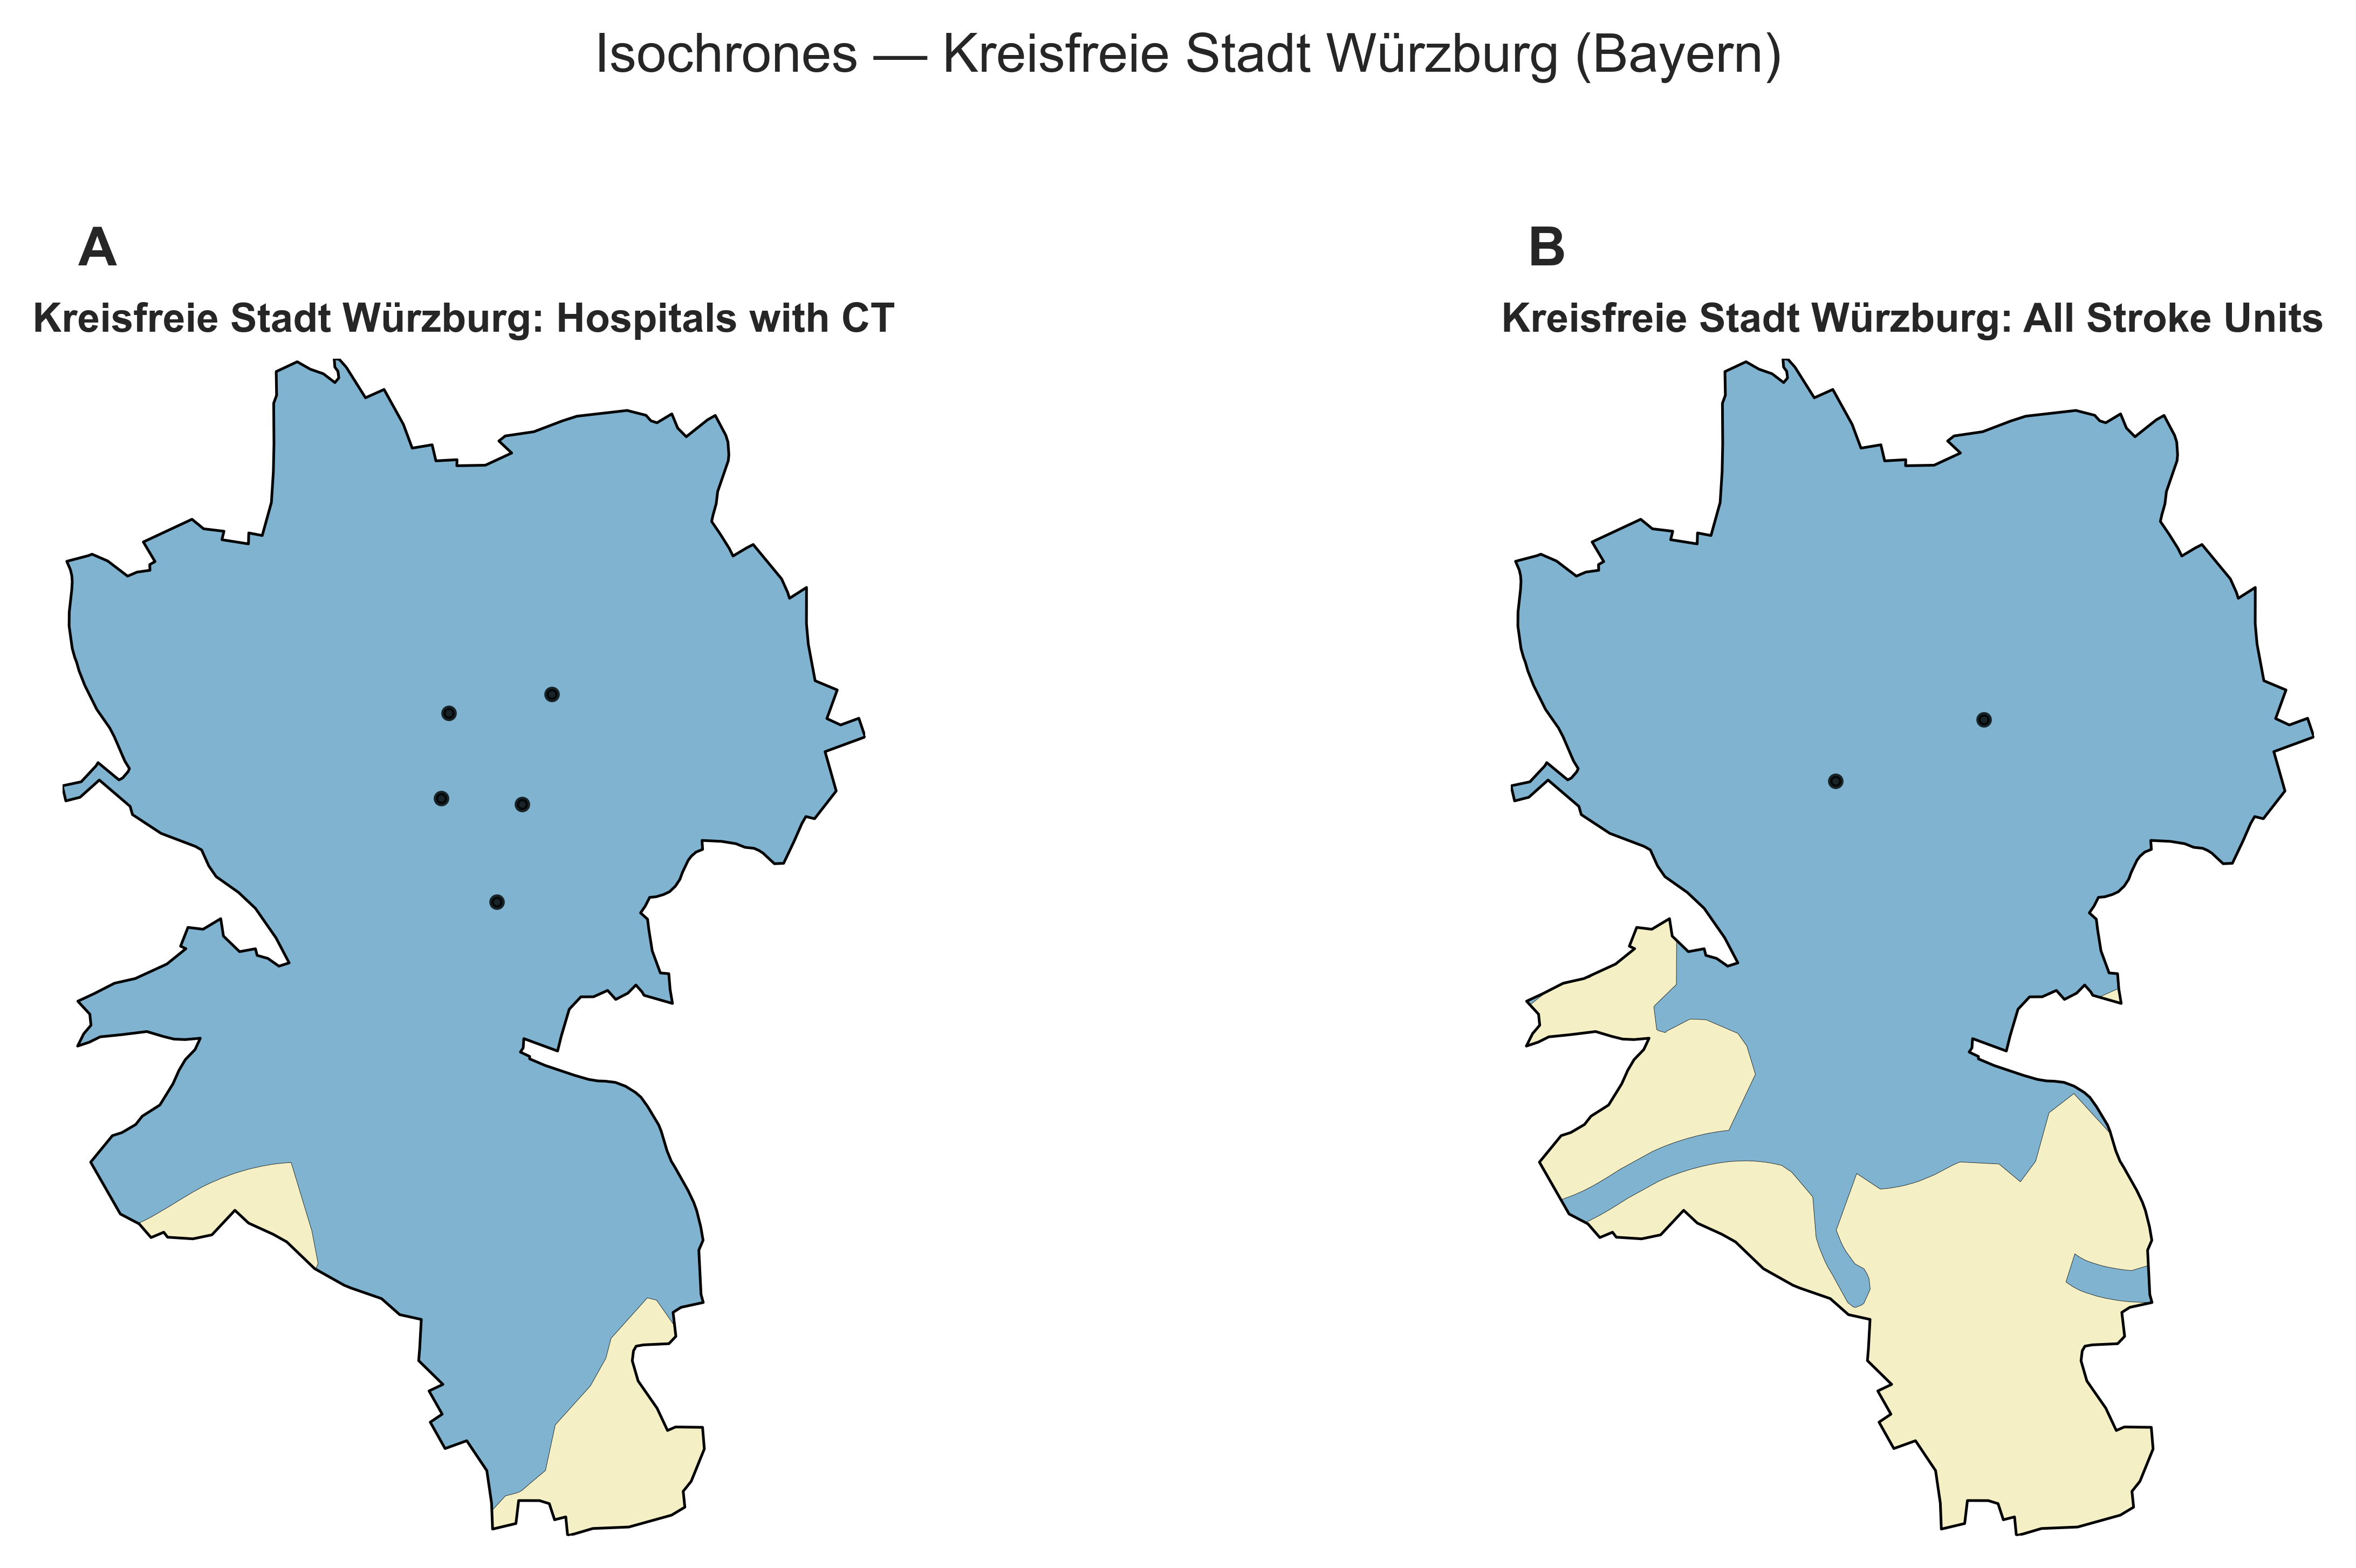 Isochrones — Kreisfreie Stadt Würzburg (Bayern)
A
Kreisfreie Stadt Würzburg: Hospitals with CT
B
Kreisfreie Stadt Würzburg: All Stroke Units